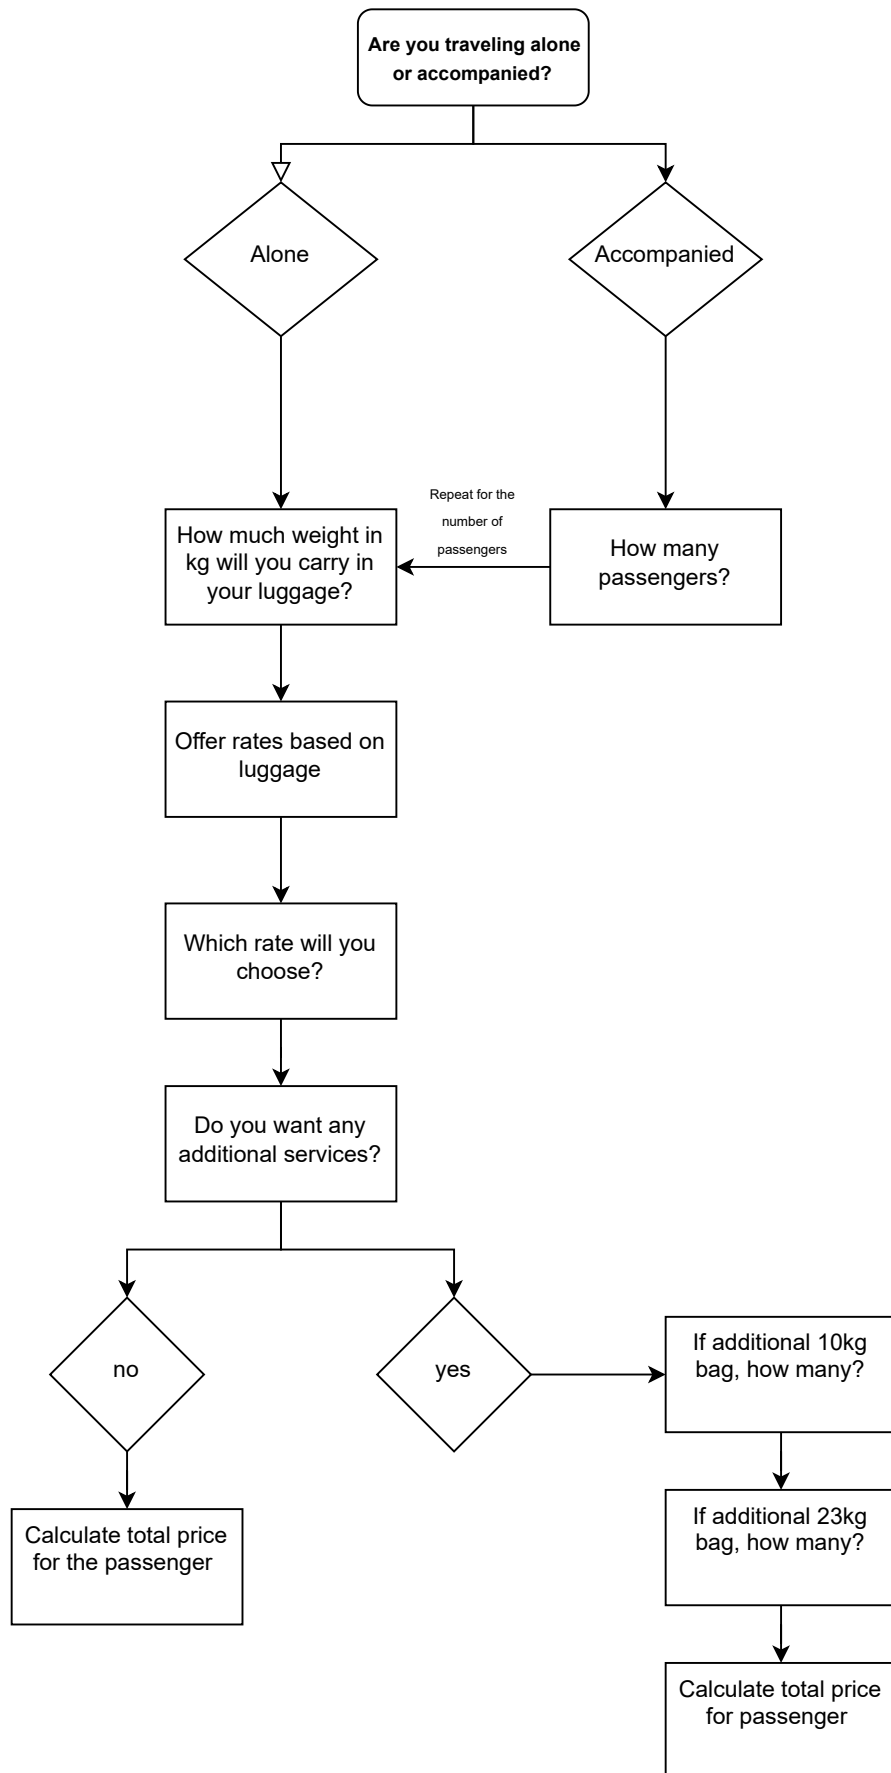 Are you traveling alone
or accompanied?
Alone
Accompanied
Repeat for the
number of
passengers
How much weight in
kg will you carry in
your luggage?
How many
passengers?
Offer rates based on
luggage
Which rate will you
choose?
Do you want any
additional services?
no
yes
If additional 10kg
bag, how many?
Calculate total price
for the passenger
If additional 23kg
bag, how many?
Calculate total price
for passenger